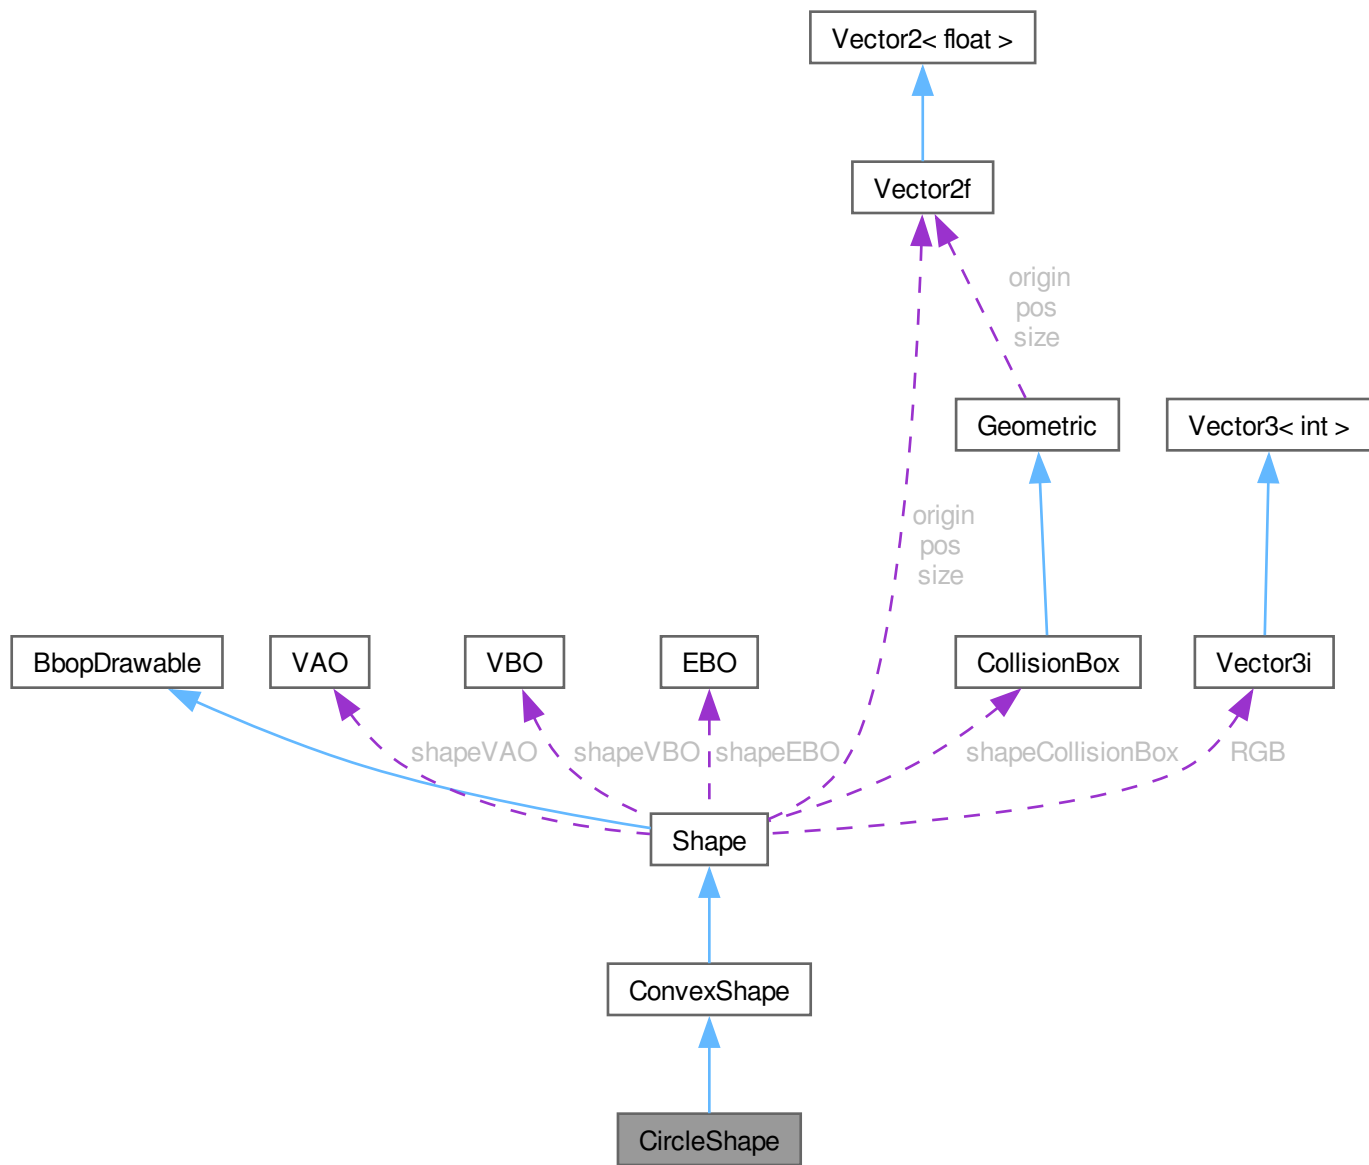 Vector2< float >
Vector2f
origin
pos
size
Geometric
Vector3< int >
origin
pos
size
BbopDrawable
VAO
VBO
EBO
CollisionBox
Vector3i
shapeVAO
shapeVBO
shapeEBO
shapeCollisionBox
RGB
Shape
ConvexShape
CircleShape